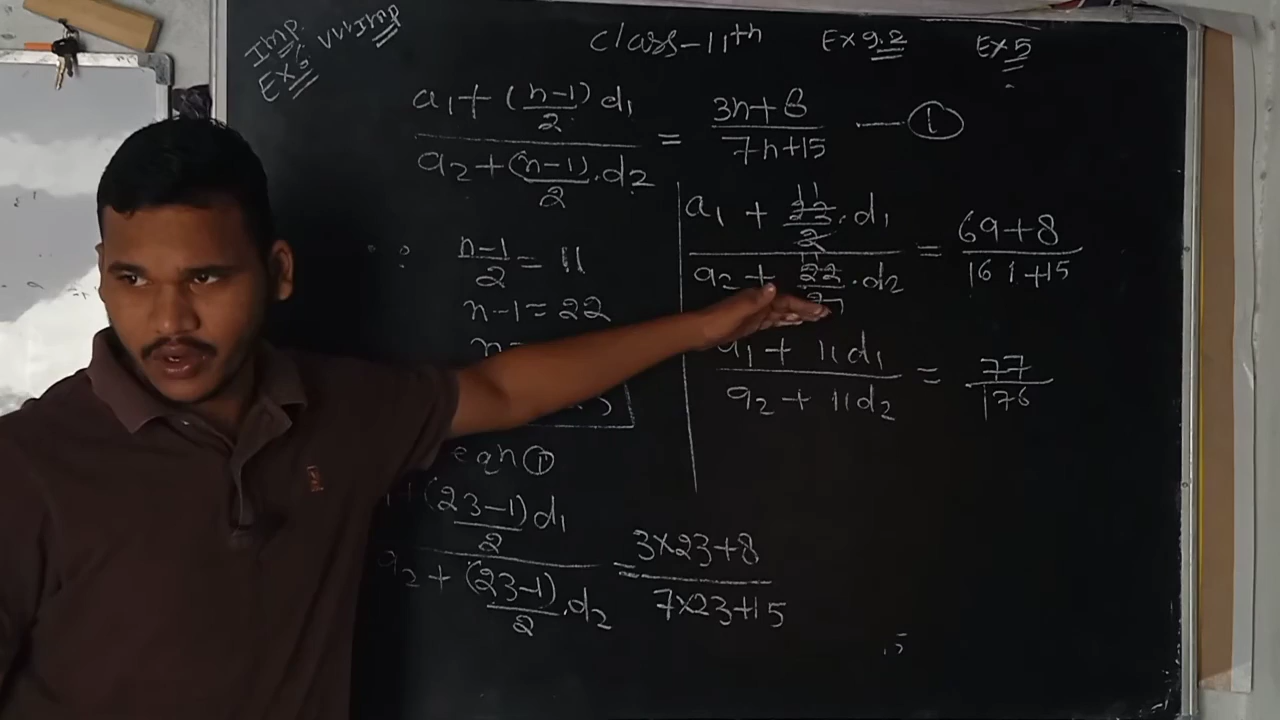 Imp.
EX 6 VVImp
Class-11th EX 9.2 EX 5
a₁ + (n-1)/2 d₁ / a₂ + (n-1)/2 . d₂ = 3n+8 / 7n+15 — ①
∵ n-1/2 = 11
n-1 = 22
n
eqn ①
(23-1)/2 d₁ / a₂ + (23-1)/2 . d₂ = 3×23+8 / 7×23+15
a₁ + 22/2 . d₁ / a₂ + 22/2 . d₂ = 69+8 / 161+15
a₁ + 11d₁ / a₂ + 11d₂ = 77 / 176